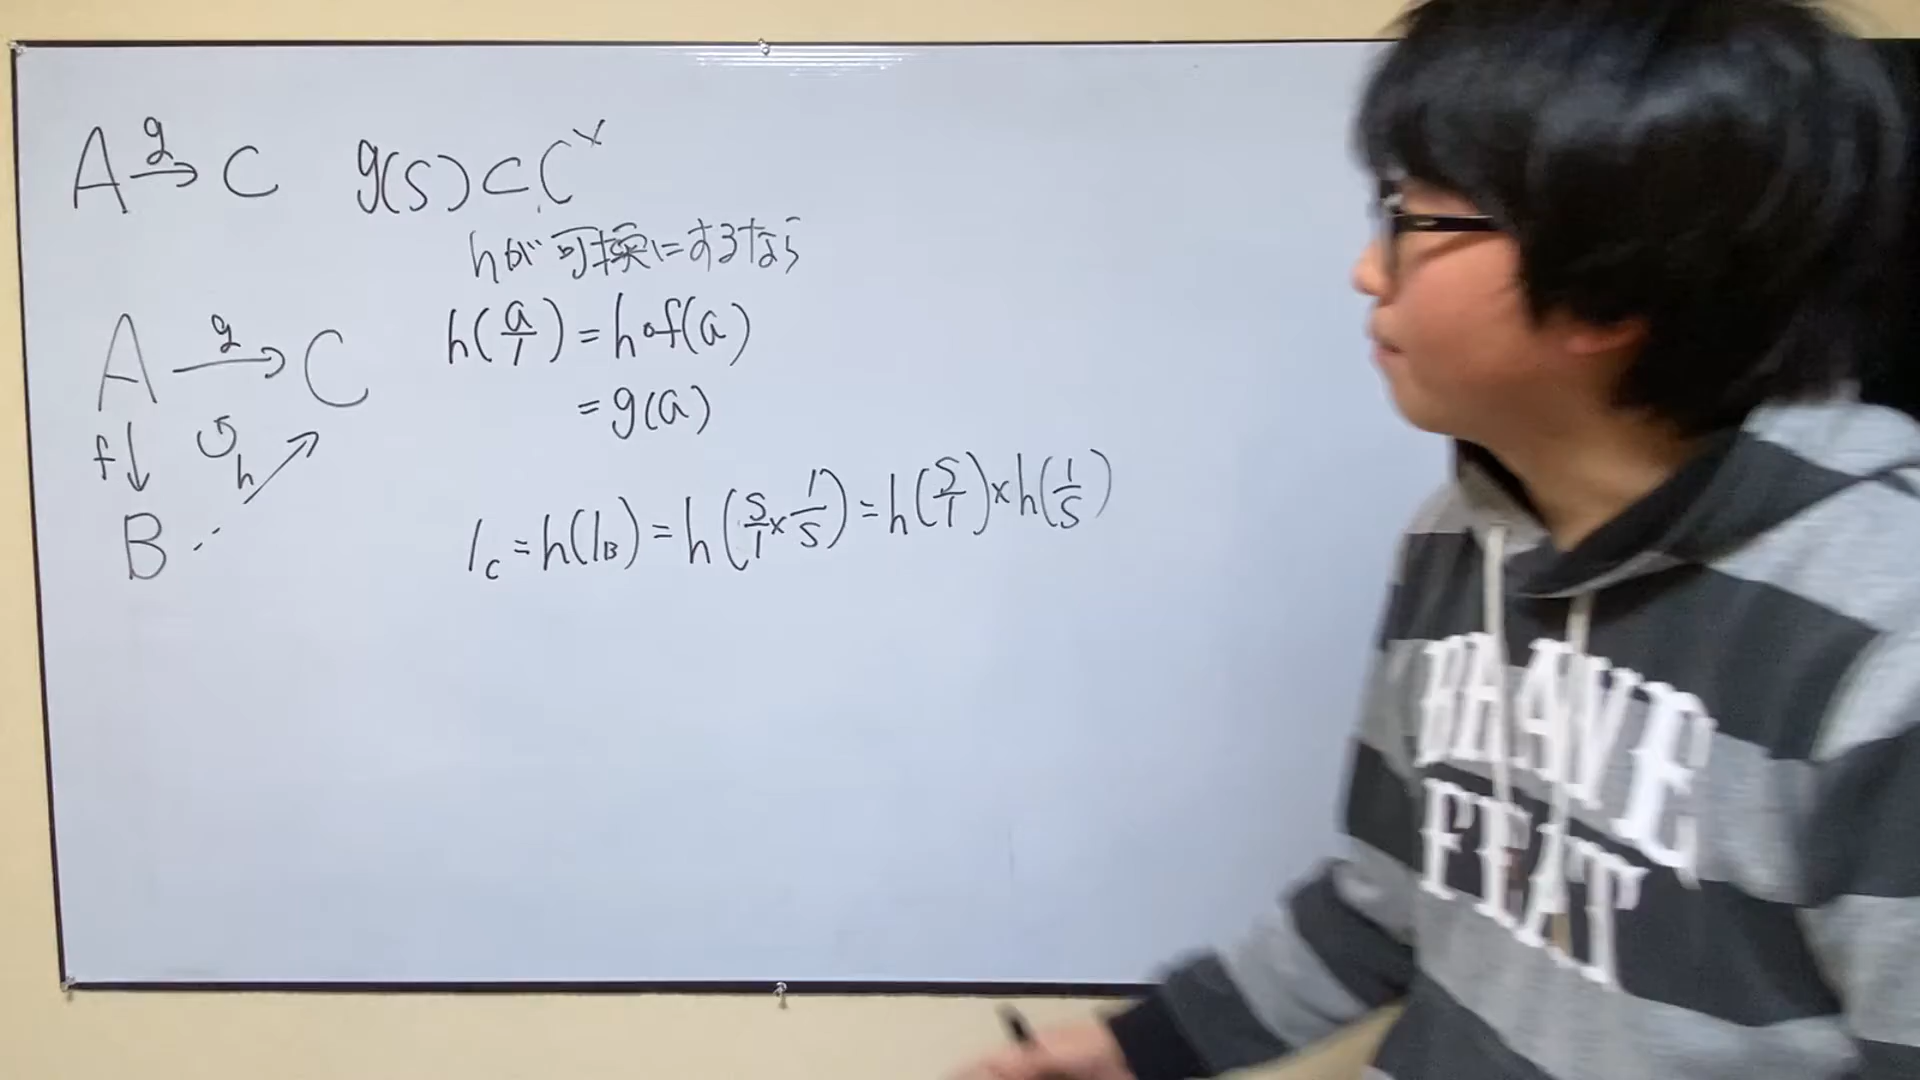 A →g C g(S) ⊂ C^×
hが可換にするなら
A →g C
f↓ ↺ h ↗
B
h(a/1) = h∘f(a)
= g(a)
1_C = h(1_B) = h(s/1 × 1/s) = h(s/1) × h(1/s)
BRAVE
FEAT